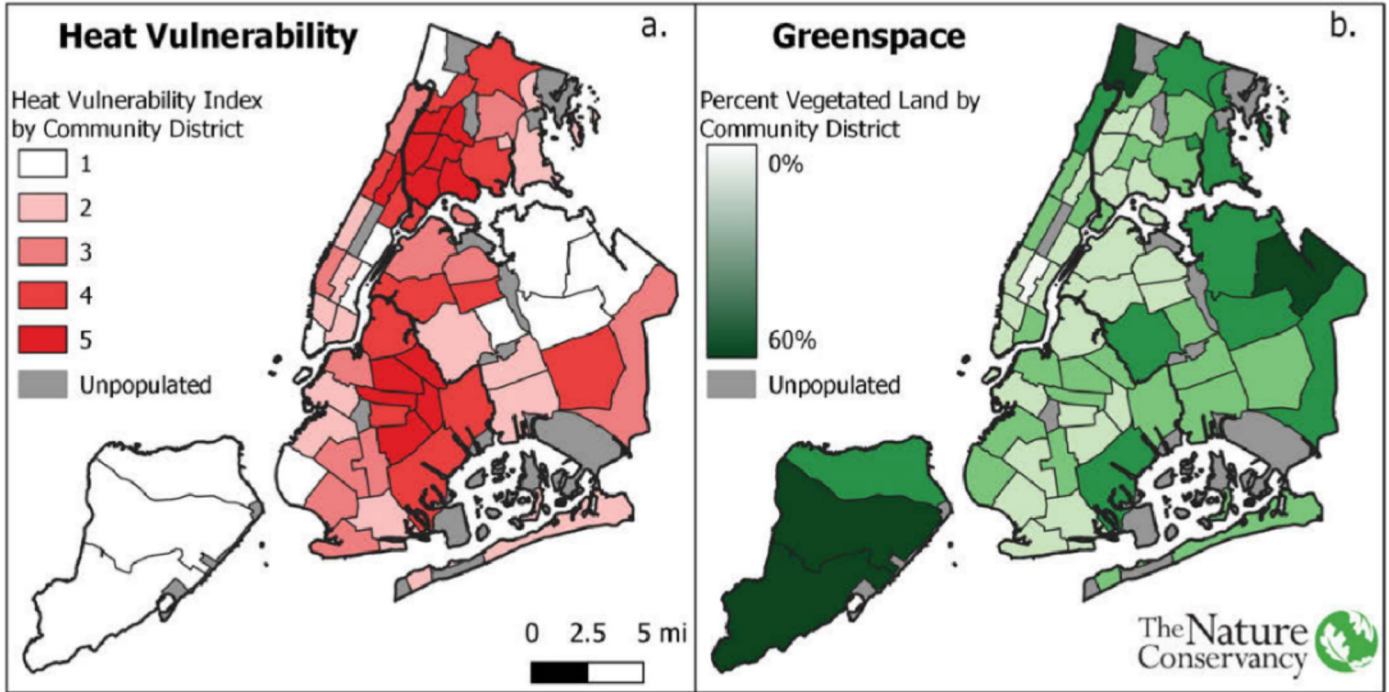 Heat Vulnerability
a.
Heat Vulnerability Index
by Community District
1
2
3
4
5
Unpopulated
0 2.5 5 mi
Greenspace
b.
Percent Vegetated Land by
Community District
0%
60%
Unpopulated
The Nature
Conservancy